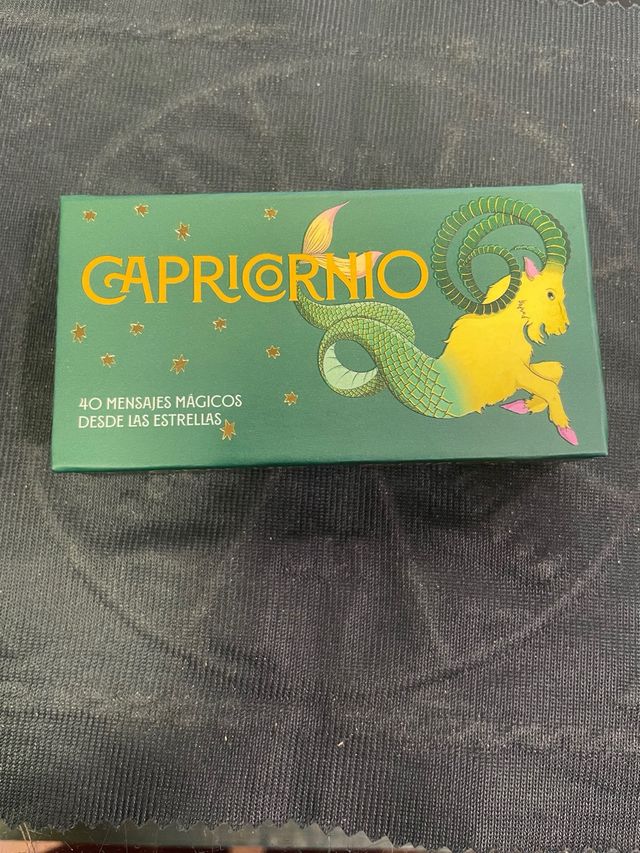 CAPRICORNIO
40 MENSAJES MÁGICOS
DESDE LAS ESTRELLAS